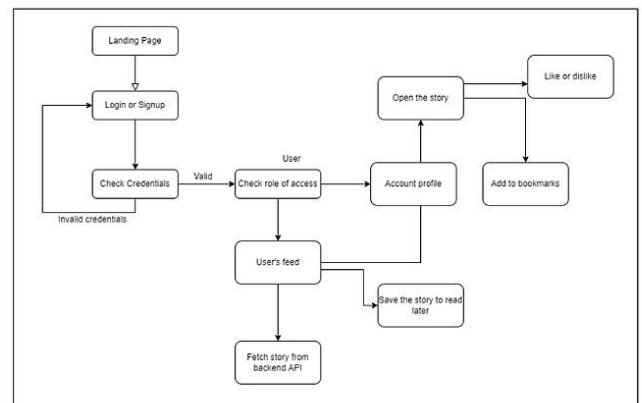 Landing Page
Like or dislike
Open the story
Login or Signup
User
Valid
Check Credentials
Check role of access
Account profile
Add to bookmarks
Invalid credentials
User's feed
Save the story to read
later
Fetch story from
backend API